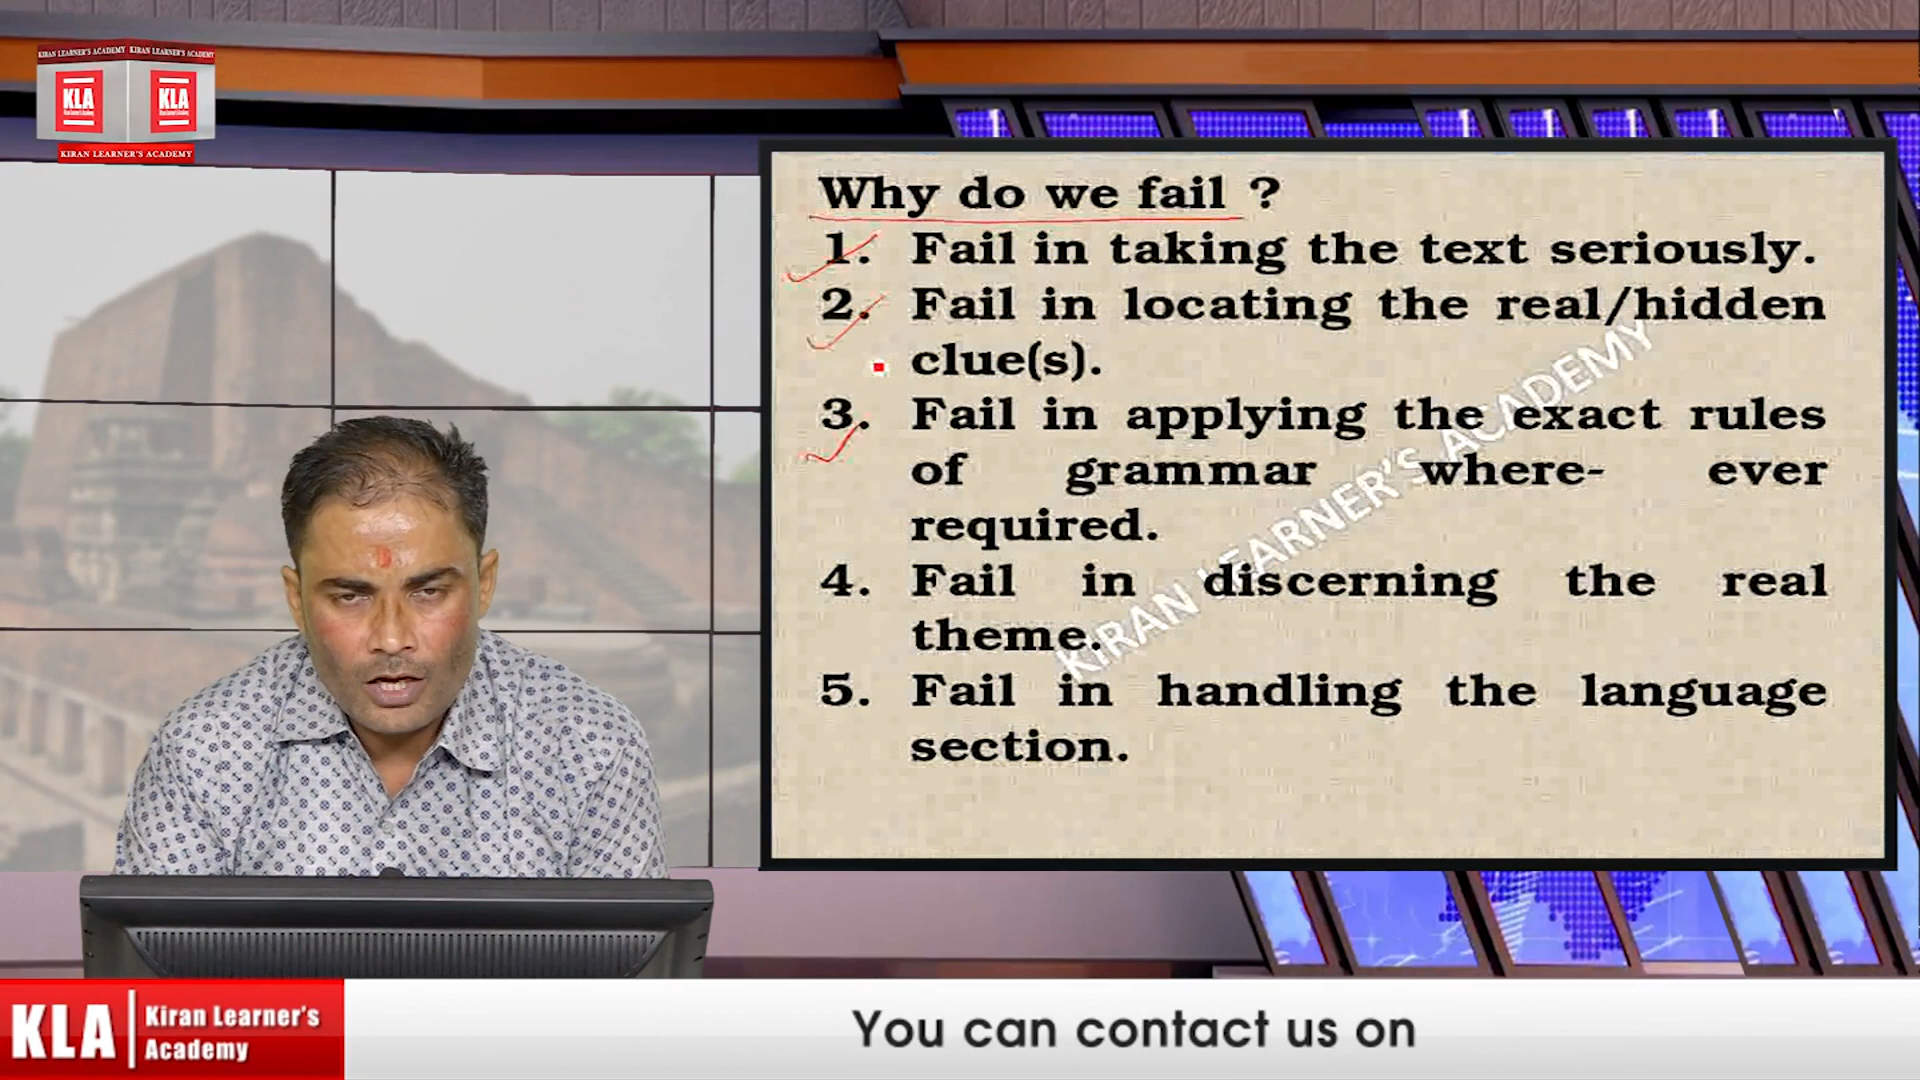 KIRAN LEARNER'S ACADEMY KIRAN LEARNER'S ACADEMY
KLA KLA
KIRAN LEARNER'S ACADEMY
Why do we fail ?
1. Fail in taking the text seriously.
2. Fail in locating the real/hidden
clue(s).
3. Fail in applying the exact rules
of grammar where- ever
required.
4. Fail in discerning the real
theme.
5. Fail in handling the language
section.
KIRAN LEARNER'S ACADEMY
KLA
Kiran Learner's
Academy
You can contact us on